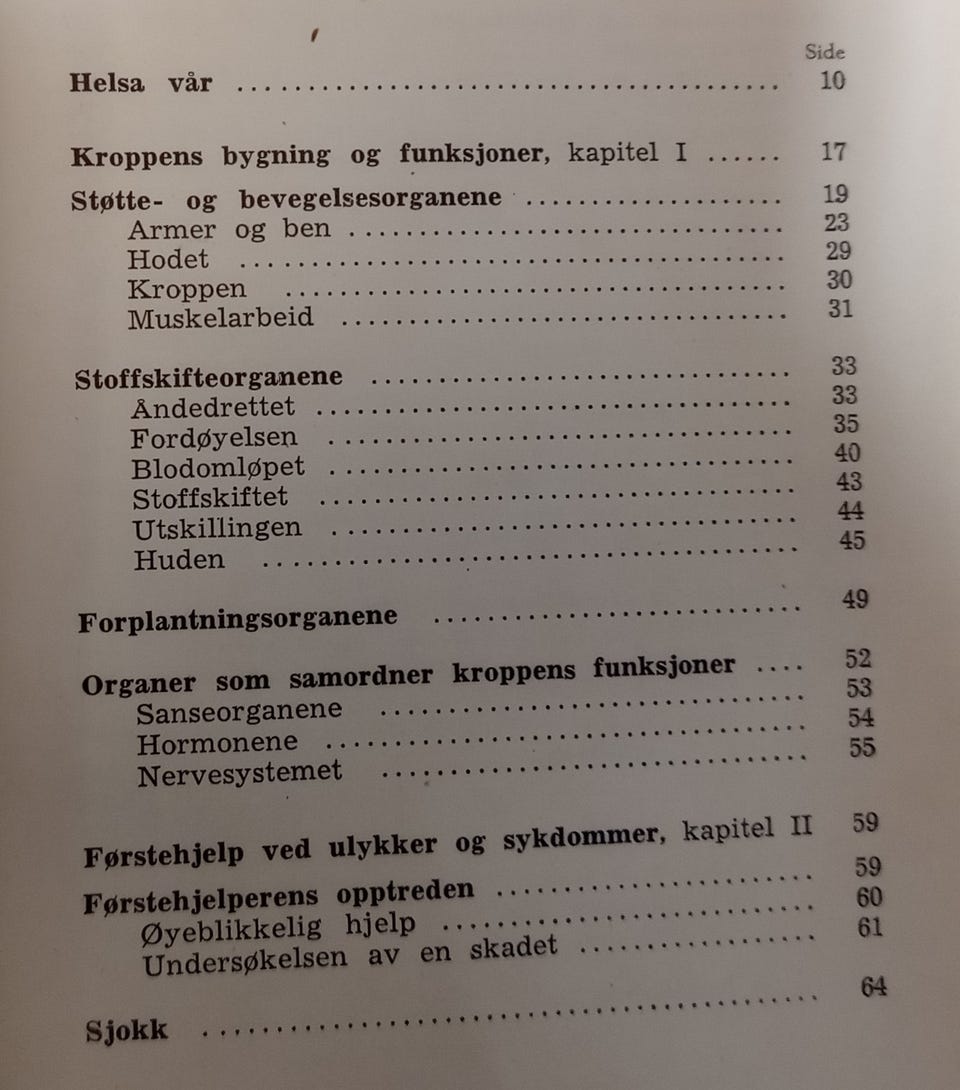 Side
Helsa vår ........................................ 10
Kroppens bygning og funksjoner, kapitel I ...... 17
Støtte- og bevegelsesorganene .................... 19
Armer og ben ................................. 23
Hodet ......................................... 29
Kroppen ...................................... 30
Muskelarbeid .................................. 31
Stoffskifteorganene ................................ 33
Åndedrettet .................................... 33
Fordøyelsen ................................... 35
Blodomløpet ................................... 40
Stoffskiftet .................................... 43
Utskillingen ................................... 44
Huden ........................................ 45
Forplantningsorganene ............................ 49
Organer som samordner kroppens funksjoner .... 52
Sanseorganene ................................ 53
Hormonene .................................... 54
Nervesystemet ................................ 55
Førstehjelp ved ulykker og sykdommer, kapitel II 59
Førstehjelperens opptreden ........................ 59
Øyeblikkelig hjelp ............................. 60
Undersøkelsen av en skadet .................. 61
Sjokk .............................................. 64